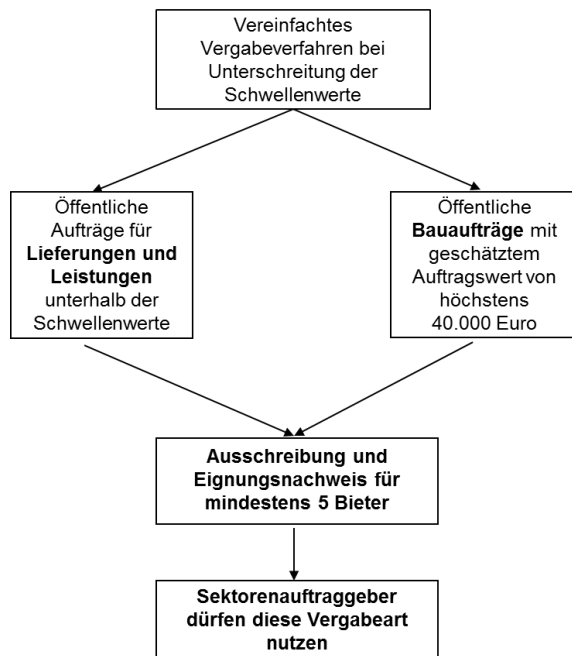 Vereinfachtes
Vergabeverfahren bei
Unterschreitung der
Schwellenwerte
Öffentliche
Aufträge für
Lieferungen und
Leistungen
unterhalb der
Schwellenwerte
Öffentliche
Bauaufträge mit
geschätztem
Auftragswert von
höchstens
40.000 Euro
Ausschreibung und
Eignungsnachweis für
mindestens 5 Bieter
Sektorenauftraggeber
dürfen diese Vergabeart
nutzen